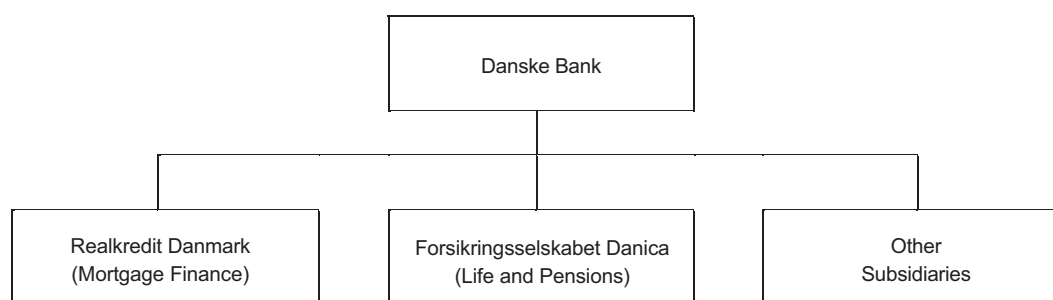 Danske Bank
Realkredit Danmark
(Mortgage Finance)
Forsikringsselskabet Danica
(Life and Pensions)
Other
Subsidiaries